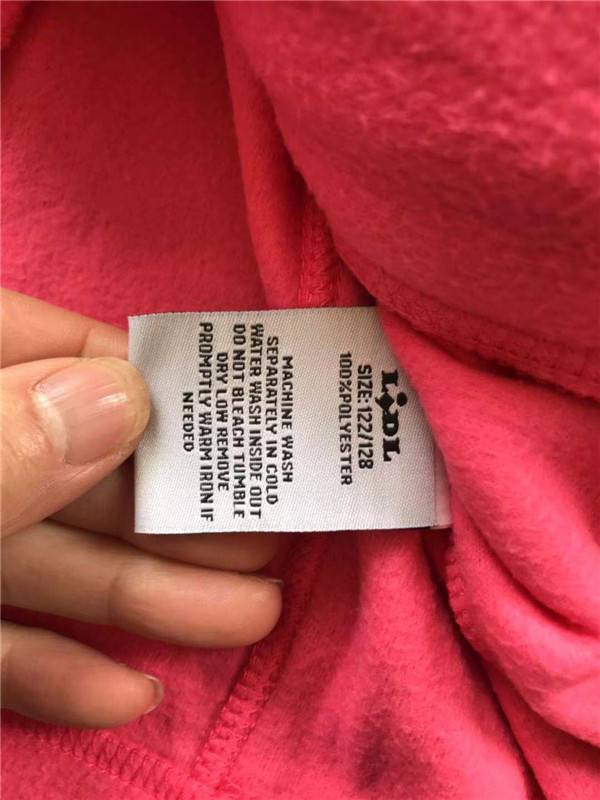 LIDL
SIZE:122/128
100%POLYESTER
MACHINE WASH
SEPARATELY IN COLD
WATER WASH INSIDE OUT
DO NOT BLEACH TUMBLE
DRY LOW REMOVE
PROMPTLY WARM IRON IF
NEEDED